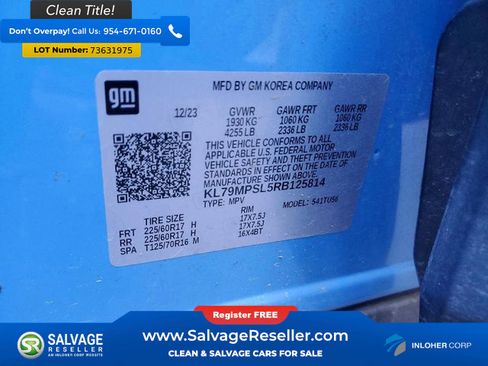 Clean Title!
Don't Overpay! Call Us: 954-671-0160
LOT Number: 73631975
gm
MFD BY GM KOREA COMPANY
12/23 GVWR GAWR FRT GAWR RR
1930 KG 1060 KG 1060 KG
4255 LB 2336 LB 2336 LB
THIS VEHICLE CONFORMS TO ALL
APPLICABLE U.S. FEDERAL MOTOR
VEHICLE SAFETY AND THEFT PREVENTION
STANDARDS IN EFFECT ON THE DATE OF
MANUFACTURE SHOWN ABOVE.
KL79MPSL5RB125814
TYPE: MPV MODEL: 541TU56
TIRE SIZE RIM
FRT 225/60R17 H 17X7.5J
RR 225/60R17 H 17X7.5J
SPA T125/70R16 M 16X4BT
Register FREE
SALVAGE RESELLER
AN INLOHER CORP WEBSITE
www.SalvageReseller.com
CLEAN & SALVAGE CARS FOR SALE
INLOHER CORP